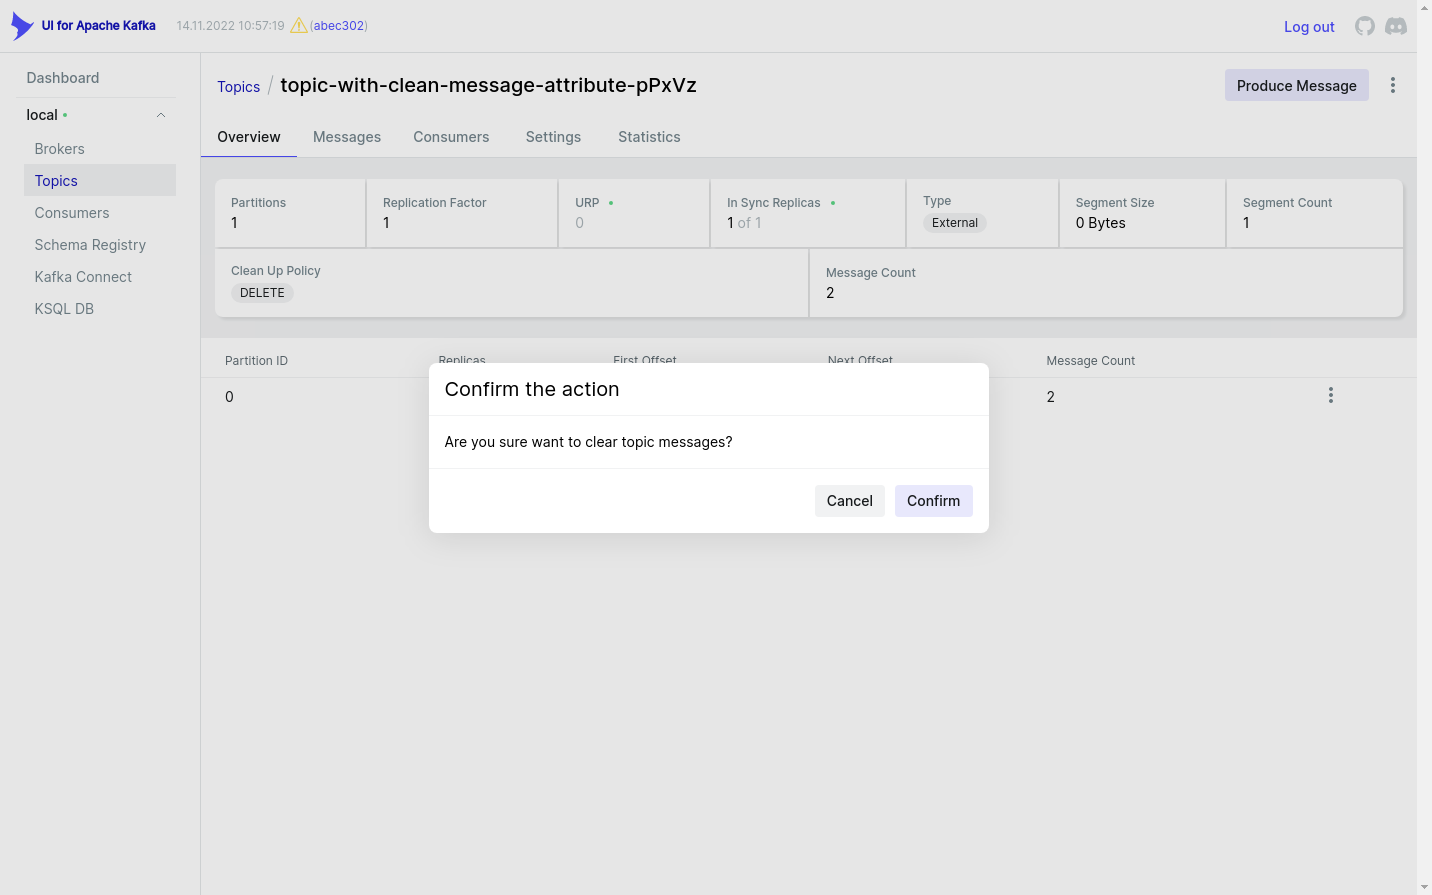 UI for Apache Kafka 14.11.2022 10:57:19 (abec302) Log out
Dashboard
local
Brokers
Topics
Consumers
Schema Registry
Kafka Connect
KSQL DB
Topics / topic-with-clean-message-attribute-pPxVz Produce Message
Overview Messages Consumers Settings Statistics
Partitions Replication Factor URP In Sync Replicas Type Segment Size Segment Count
1 1 0 1 of 1 External 0 Bytes 1
Clean Up Policy Message Count
DELETE 2
Partition ID Replicas First Offset Next Offset Message Count
0 2
Confirm the action
Are you sure want to clear topic messages?
Cancel Confirm